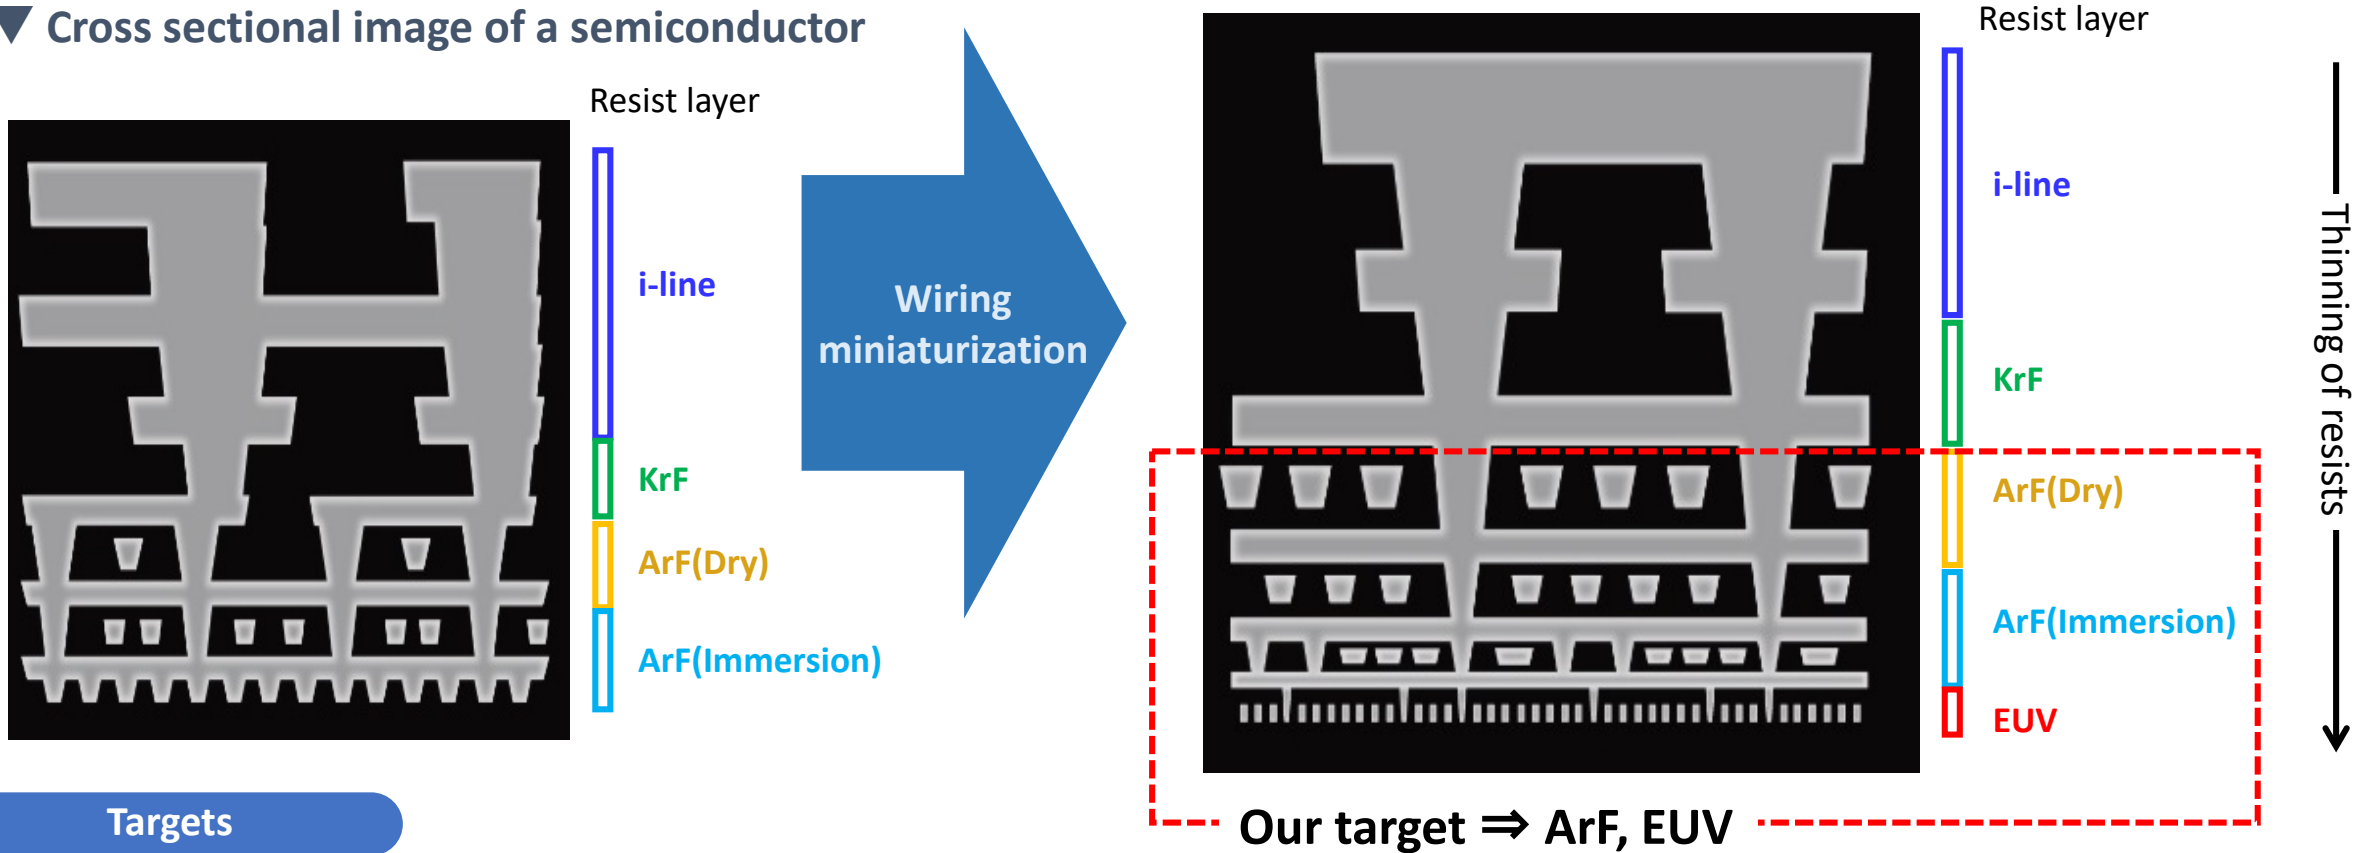 ▼ Cross sectional image of a semiconductor
Resist layer
i-line
KrF
ArF(Dry)
ArF(Immersion)
Wiring
miniaturization
Resist layer
i-line
KrF
ArF(Dry)
ArF(Immersion)
EUV
Thinning of resists
Our target ⇒ ArF, EUV
Targets